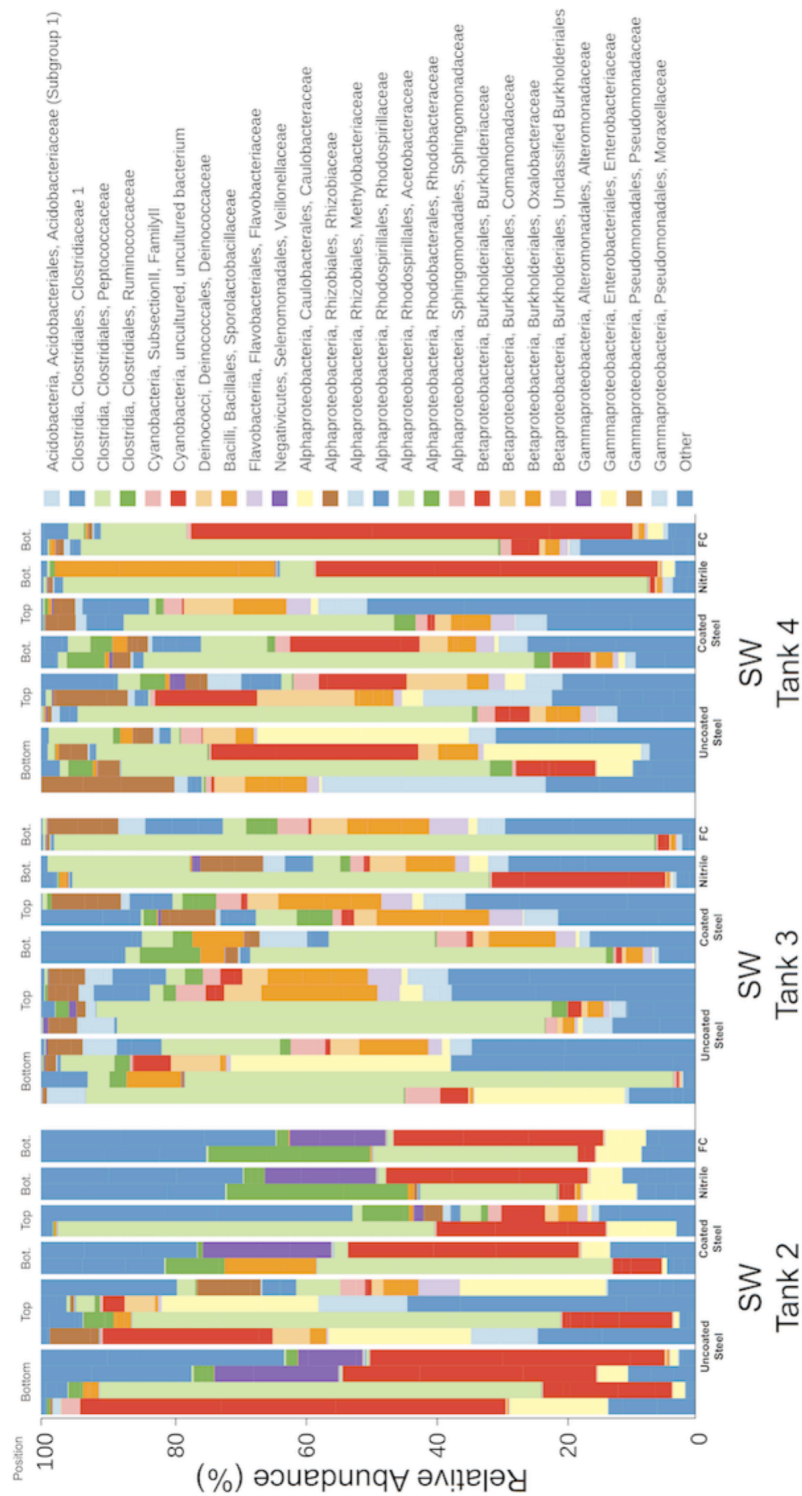 Position
Bottom
Top
Bot.
Top
Bot.
Bot.
Bottom
Top
Bot.
Top
Bot.
Bot.
Bottom
Top
Bot.
Top
Bot.
Bot.
Relative Abundance (%)
100
80
60
40
20
0
Uncoated
Steel
Coated
Steel
Nitrile
FC
Uncoated
Steel
Coated
Steel
Nitrile
FC
Uncoated
Steel
Coated
Steel
Nitrile
FC
SW
Tank 2
SW
Tank 3
SW
Tank 4
Acidobacteria, Acidobacteriales, Acidobacteriaceae (Subgroup 1)
Clostridia, Clostridiales, Clostridiaceae 1
Clostridia, Clostridiales, Peptococcaceae
Clostridia, Clostridiales, Ruminococcaceae
Cyanobacteria, SubsectionII, FamilyII
Cyanobacteria, uncultured, uncultured bacterium
Deinococci, Deinococcales, Deinococcaceae
Bacilli, Bacillales, Sporolactobacillaceae
Flavobacteriia, Flavobacteriales, Flavobacteriaceae
Negativicutes, Selenomonadales, Veillonellaceae
Alphaproteobacteria, Caulobacterales, Caulobacteraceae
Alphaproteobacteria, Rhizobiales, Rhizobiaceae
Alphaproteobacteria, Rhizobiales, Methylobacteriaceae
Alphaproteobacteria, Rhodospirillales, Rhodospirillaceae
Alphaproteobacteria, Rhodospirillales, Acetobacteraceae
Alphaproteobacteria, Rhodobacterales, Rhodobacteraceae
Alphaproteobacteria, Sphingomonadales, Sphingomonadaceae
Betaproteobacteria, Burkholderiales, Burkholderiaceae
Betaproteobacteria, Burkholderiales, Comamonadaceae
Betaproteobacteria, Burkholderiales, Oxalobacteraceae
Betaproteobacteria, Burkholderiales, Unclassified Burkholderiales
Gammaproteobacteria, Alteromonadales, Alteromonadaceae
Gammaproteobacteria, Enterobacteriales, Enterobacteriaceae
Gammaproteobacteria, Pseudomonadales, Pseudomonadaceae
Gammaproteobacteria, Pseudomonadales, Moraxellaceae
Other